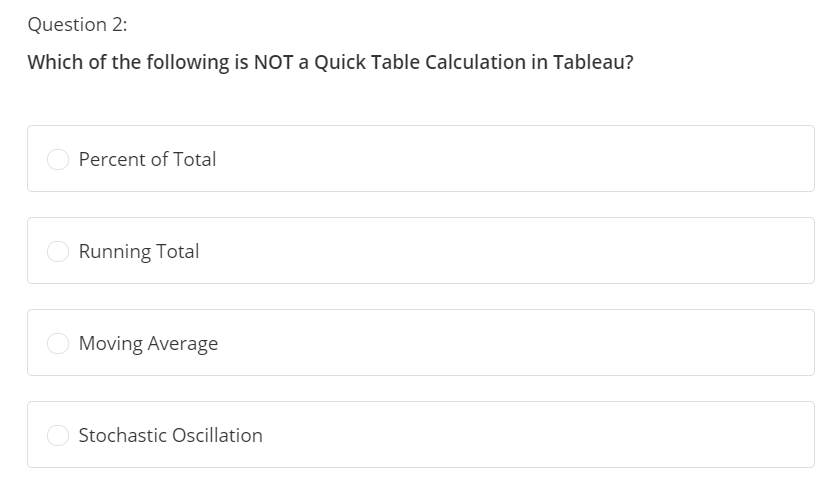 Question 2:
Which of the following is NOT a Quick Table Calculation in Tableau?
Percent of Total
Running Total
Moving Average
Stochastic Oscillation